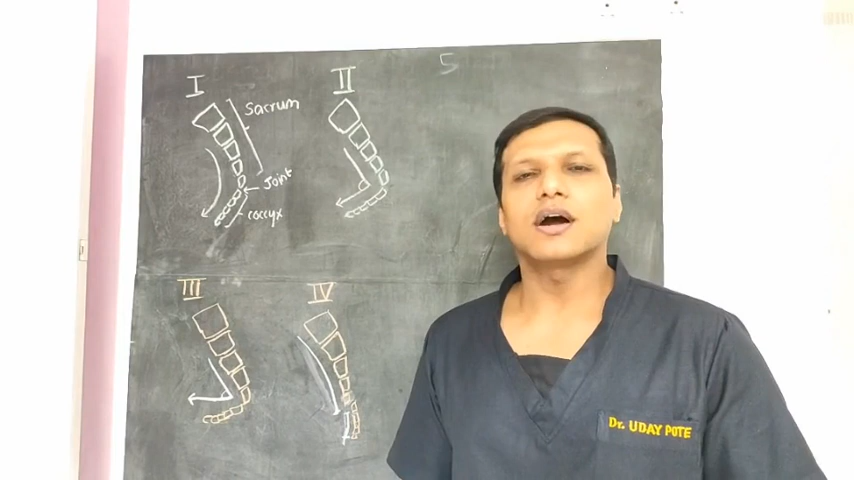 I
II
5
Sacrum
Joint
coccyx
III
IV
Dr. UDAY POTE